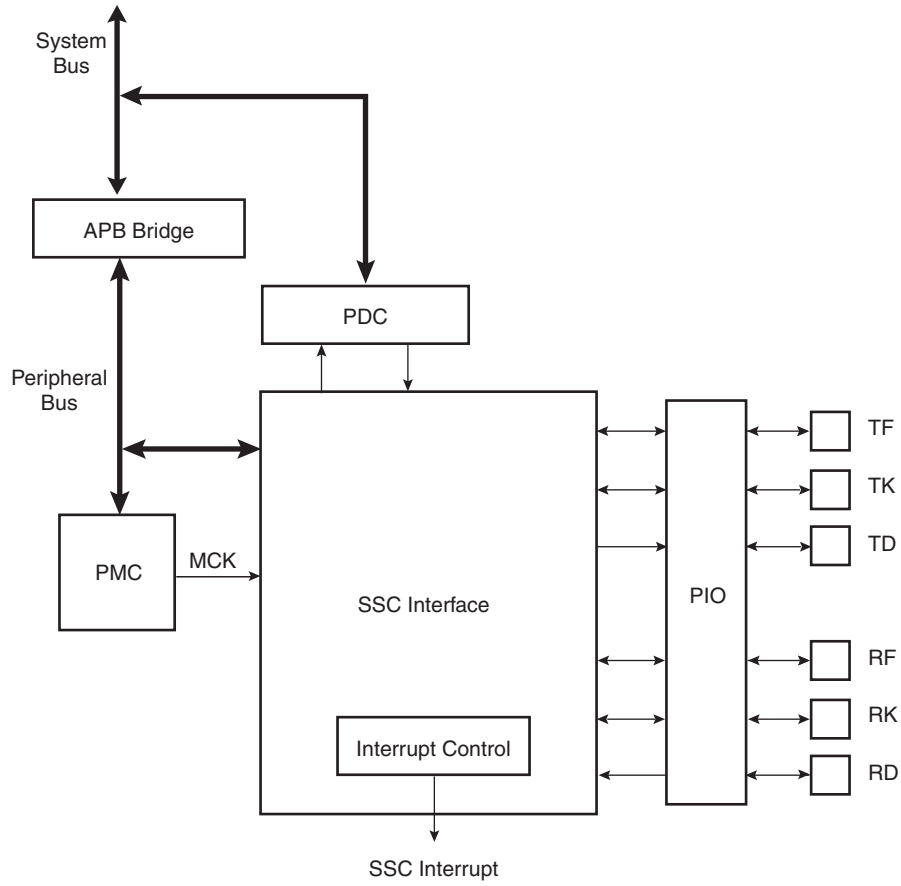 System
Bus
APB Bridge
PDC
Peripheral
Bus
TF
TK
PMC
MCK
TD
SSC Interface
PIO
RF
RK
Interrupt Control
RD
SSC Interrupt